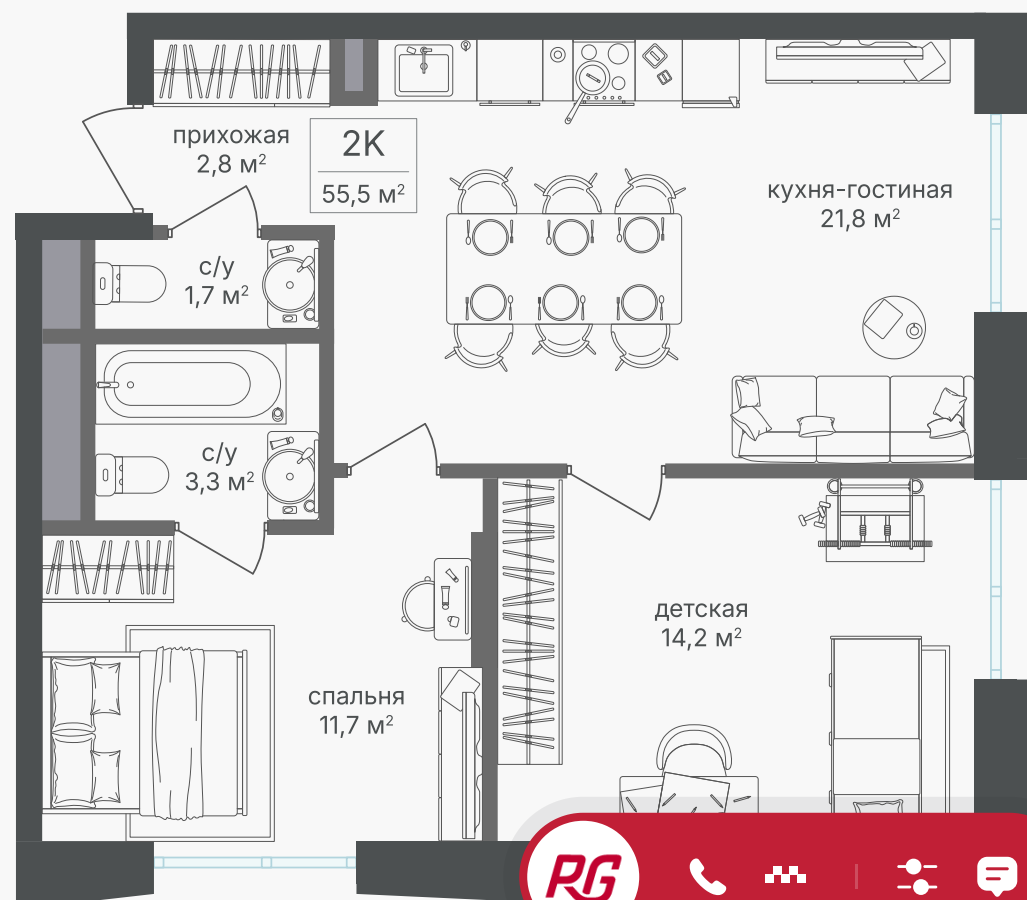 прихожая
2,8 м²
2K
55,5 м²
кухня-гостиная
21,8 м²
с/у
1,7 м²
с/у
3,3 м²
детская
14,2 м²
спальня
11,7 м²
RG